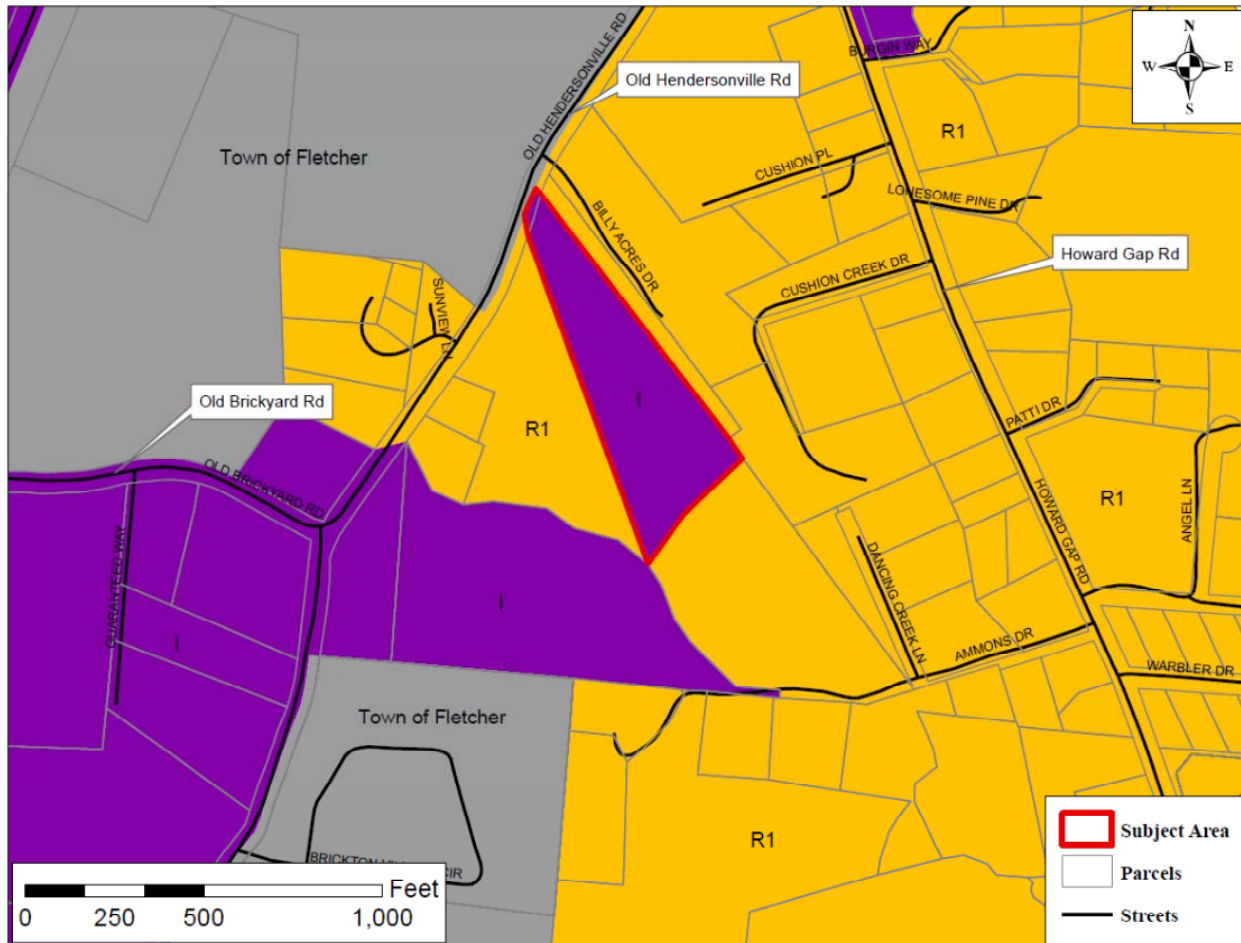 N
W E
S
BURGIN WAY
OLD HENDERSONVILLE RD
Old Hendersonville Rd
R1
Town of Fletcher
CUSHION PL
LONESOME PINE DR
BILLY ACRES DR
Howard Gap Rd
CUSHION CREEK DR
SUNVIEW LN
Old Brickyard Rd
I
R1
PATTI DR
OLD BRICKYARD RD
HOWARD GAP RD
R1
ANGEL LN
GUARANTEED WAY
I
DANCING CREEK LN
I
AMMONS DR
WARBLER DR
Town of Fletcher
R1
BRICKTON
CIR
Feet
0 250 500 1,000
Subject Area
Parcels
Streets